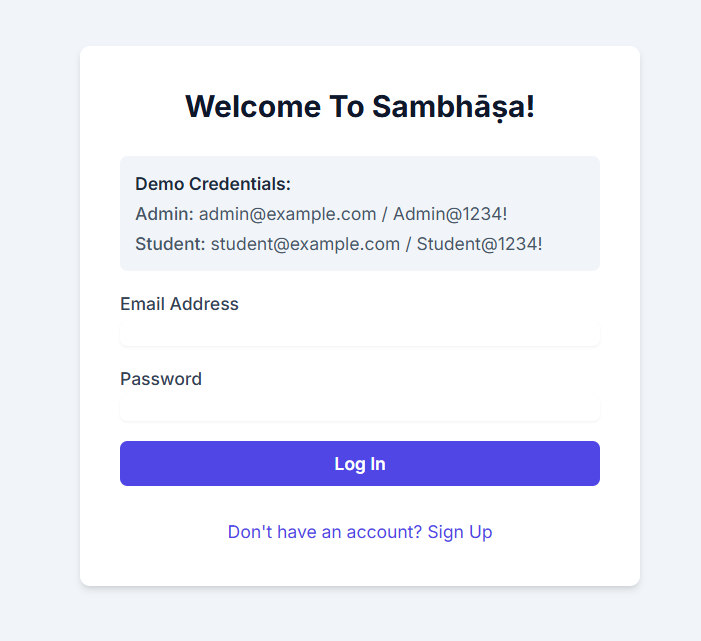 Welcome To Sambhāṣa!
Demo Credentials:
Admin: admin@example.com / Admin@1234!
Student: student@example.com / Student@1234!
Email Address
Password
Log In
Don't have an account? Sign Up